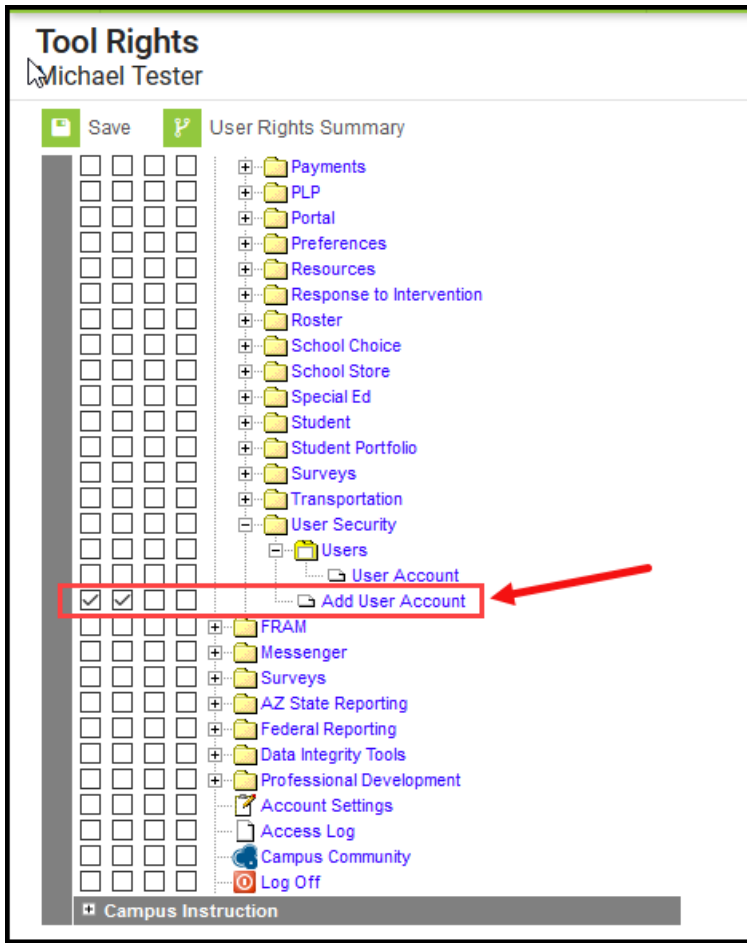 Tool Rights
Michael Tester
Save User Rights Summary
Payments
PLP
Portal
Preferences
Resources
Response to Intervention
Roster
School Choice
School Store
Special Ed
Student
Student Portfolio
Surveys
Transportation
User Security
Users
User Account
Add User Account
FRAM
Messenger
Surveys
AZ State Reporting
Federal Reporting
Data Integrity Tools
Professional Development
Account Settings
Access Log
Campus Community
Log Off
Campus Instruction